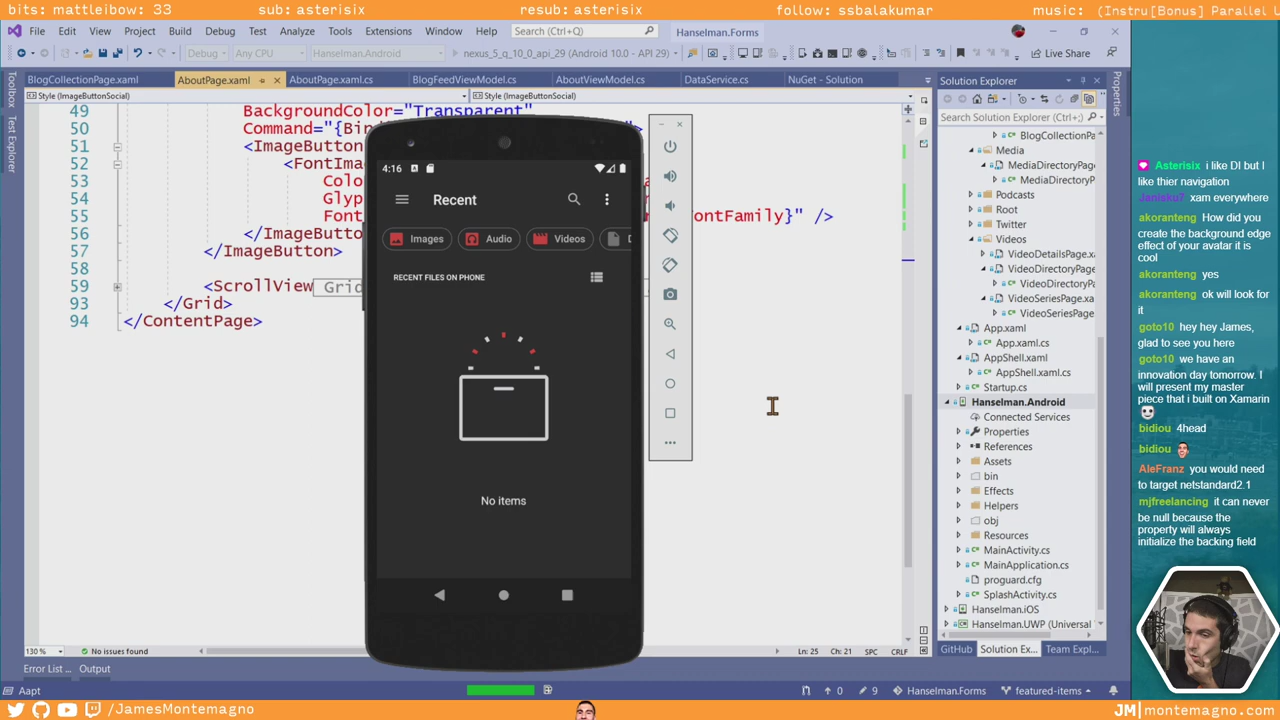 bits: mattleibow: 33
sub: asterisix
resub: asterisix
follow: ssbalakumar
music: (Instru[Bonus] Parallel U
File Edit View Project Build Debug Test Analyze Tools Extensions Window Help
Search (Ctrl+Q)
Hanselman.Forms
Debug Any CPU Hanselman.Android nexus_5_q_10_0_api_29 (Android 10.0 - API 29)
Live Share
Toolbox
Test Explorer
BlogCollectionPage.xaml AboutPage.xaml AboutPage.xaml.cs BlogFeedViewModel.cs AboutViewModel.cs DataService.cs NuGet - Solution
Style (ImageButtonSocial) Style (ImageButtonSocial)
49 BackgroundColor="Transparent"
50 Command="{Bin
51 <ImageButton
52 <FontIma
53 Colo
54 Glyp
55 Font ontFamily}" />
56 </ImageButto
57 </ImageButton>
58
59 <ScrollView Grid
93 </Grid>
94 </ContentPage>
4:16
Recent
Images
Audio
Videos
D
RECENT FILES ON PHONE
No items
130 %
No issues found
Ln: 25 Ch: 21 SPC CRLF
Error List ... Output
Aapt
0
9
Hanselman.Forms
featured-items
Solution Explorer
Search Solution Explorer (Ctrl+;)
BlogCollectionPa
Media
MediaDirectoryPage
MediaDirectoryP
Podcasts
Root
Twitter
Videos
VideoDetailsPage.xa
VideoDirectoryPage
VideoDirectoryP
VideoSeriesPage.xa
VideoSeriesPage
App.xaml
App.xaml.cs
AppShell.xaml
AppShell.xaml.cs
Startup.cs
Hanselman.Android
Connected Services
Properties
References
Assets
bin
Effects
Helpers
obj
Resources
MainActivity.cs
MainApplication.cs
proguard.cfg
SplashActivity.cs
Hanselman.iOS
Hanselman.UWP (Universal
GitHub Solution Ex... Team Expl...
Properties
Asterisix i like DI but I
like thier navigation
Janisku7 xam everywhere
akoranteng How did you
create the background edge
effect of your avatar it is
cool
akoranteng yes
akoranteng ok will look for
it
goto10 hey hey James,
glad to see you here
goto10 we have an
innovation day tomorrow. I
will present my master
piece that i built on Xamarin
bidiou 4head
bidiou
AleFranz you would need
to target netstandard2.1
mjfreelancing it can never
be null because the
property will always
initialize the backing field
/JamesMontemagno
JM montemagno.com